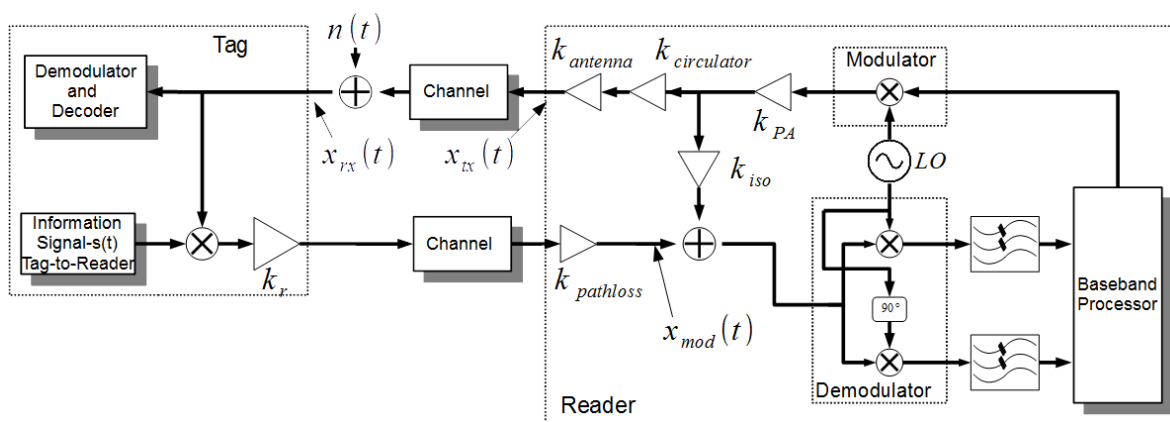 Tag
n(t)
Demodulator
and
Decoder
x_rx(t)
Channel
x_tx(t)
k_antenna
k_circulator
k_PA
Modulator
LO
k_iso
Information
Signal-s(t)
Tag-to-Reader
k_r
Channel
k_pathloss
x_mod(t)
90°
Demodulator
Baseband
Processor
Reader